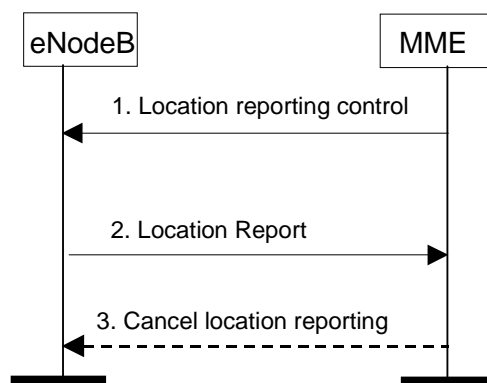 eNodeB
MME
1. Location reporting control
2. Location Report
3. Cancel location reporting